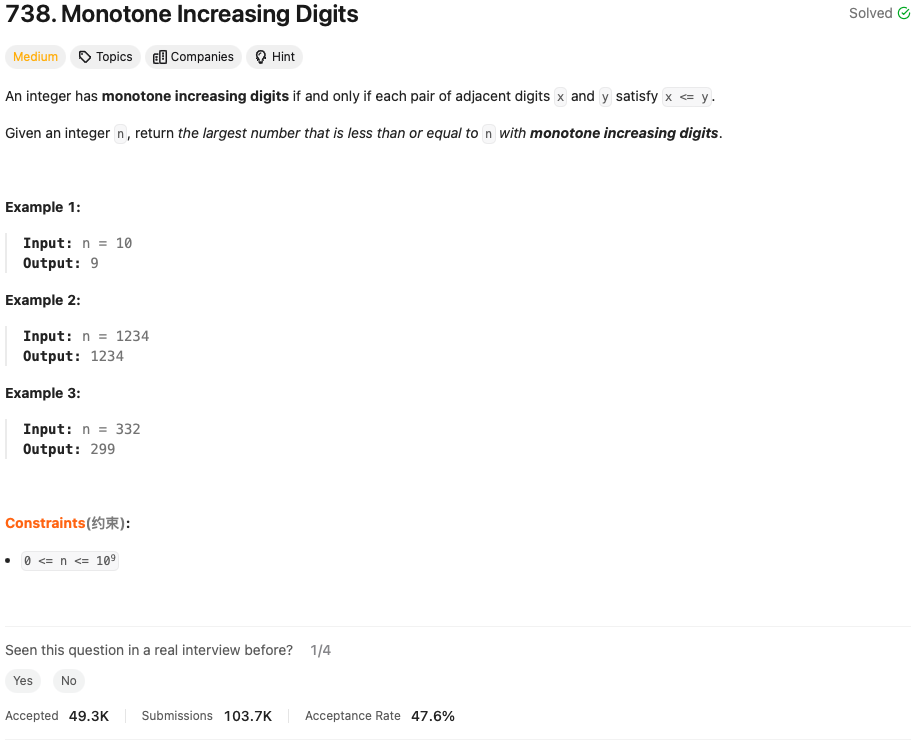 738. Monotone Increasing Digits
Solved
Medium Topics Companies Hint
An integer has monotone increasing digits if and only if each pair of adjacent digits x and y satisfy x <= y.
Given an integer n, return the largest number that is less than or equal to n with monotone increasing digits.
Example 1:
Input: n = 10
Output: 9
Example 2:
Input: n = 1234
Output: 1234
Example 3:
Input: n = 332
Output: 299
Constraints(约束):
• 0 <= n <= 10⁹
Seen this question in a real interview before? 1/4
Yes No
Accepted 49.3K Submissions 103.7K Acceptance Rate 47.6%